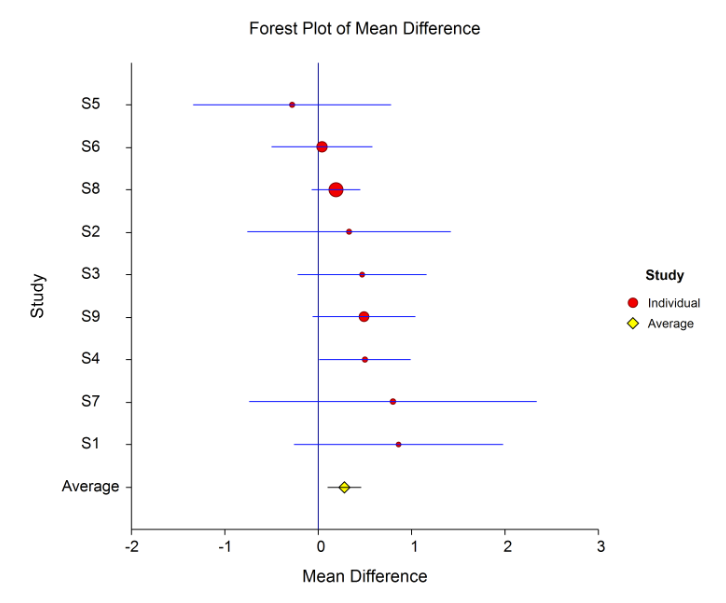 Forest Plot of Mean Difference
S5
S6
S8
S2
S3
S9
S4
S7
S1
Average
Study
-2 -1 0 1 2 3
Mean Difference
Study
Individual
Average